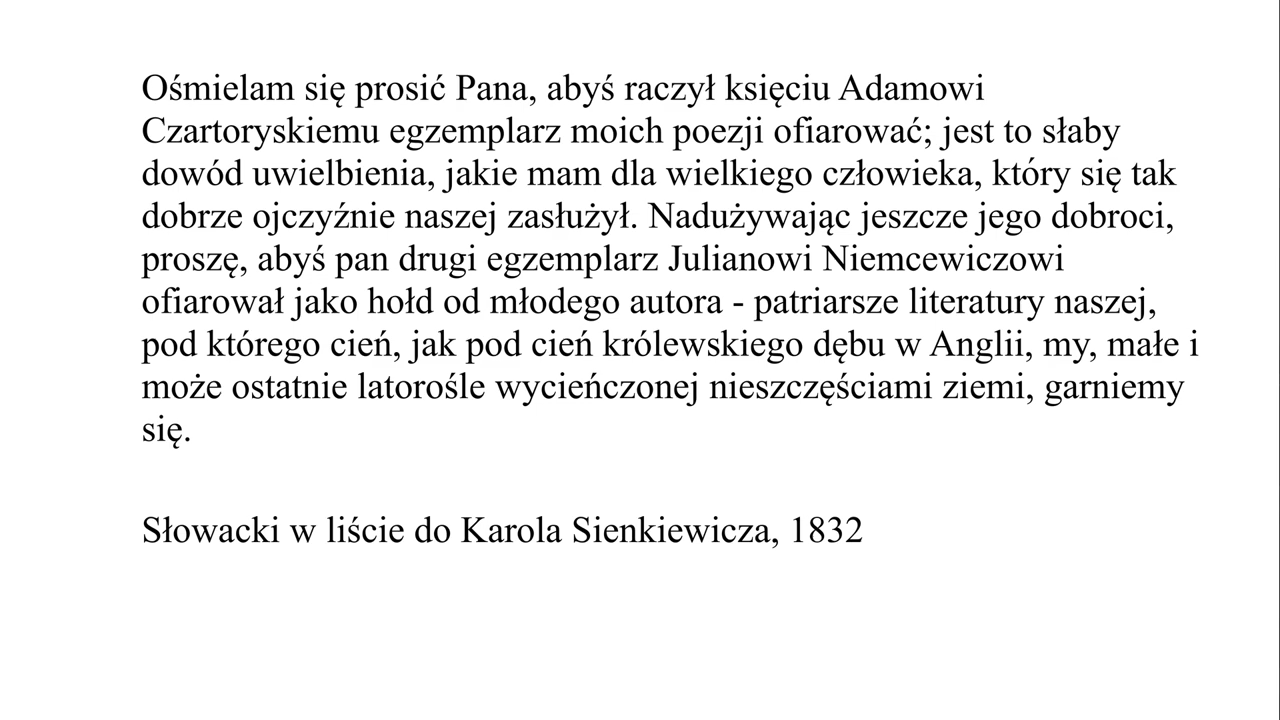 Ośmielam się prosić Pana, abyś raczył księciu Adamowi
Czartoryskiemu egzemplarz moich poezji ofiarować; jest to słaby
dowód uwielbienia, jakie mam dla wielkiego człowieka, który się tak
dobrze ojczyźnie naszej zasłużył. Nadużywając jeszcze jego dobroci,
proszę, abyś pan drugi egzemplarz Julianowi Niemcewiczowi
ofiarował jako hołd od młodego autora - patriarsze literatury naszej,
pod którego cień, jak pod cień królewskiego dębu w Anglii, my, małe i
może ostatnie latorośle wycieńczonej nieszczęściami ziemi, garniemy
się.
Słowacki w liście do Karola Sienkiewicza, 1832